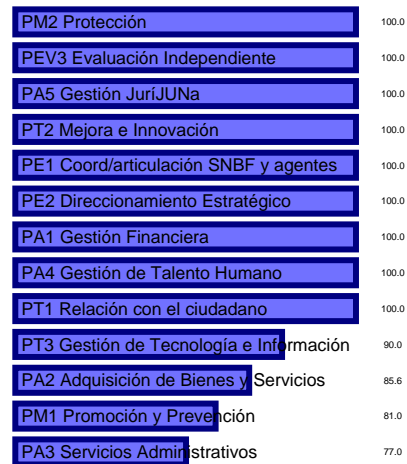 PM2 Protección 100.0
PEV3 Evaluación Independiente 100.0
PA5 Gestión JuríJUNa 100.0
PT2 Mejora e Innovación 100.0
PE1 Coord/articulación SNBF y agentes 100.0
PE2 Direccionamiento Estratégico 100.0
PA1 Gestión Financiera 100.0
PA4 Gestión de Talento Humano 100.0
PT1 Relación con el ciudadano 100.0
PT3 Gestión de Tecnología e Información 90.0
PA2 Adquisición de Bienes y Servicios 85.6
PM1 Promoción y Prevención 81.0
PA3 Servicios Administrativos 77.0